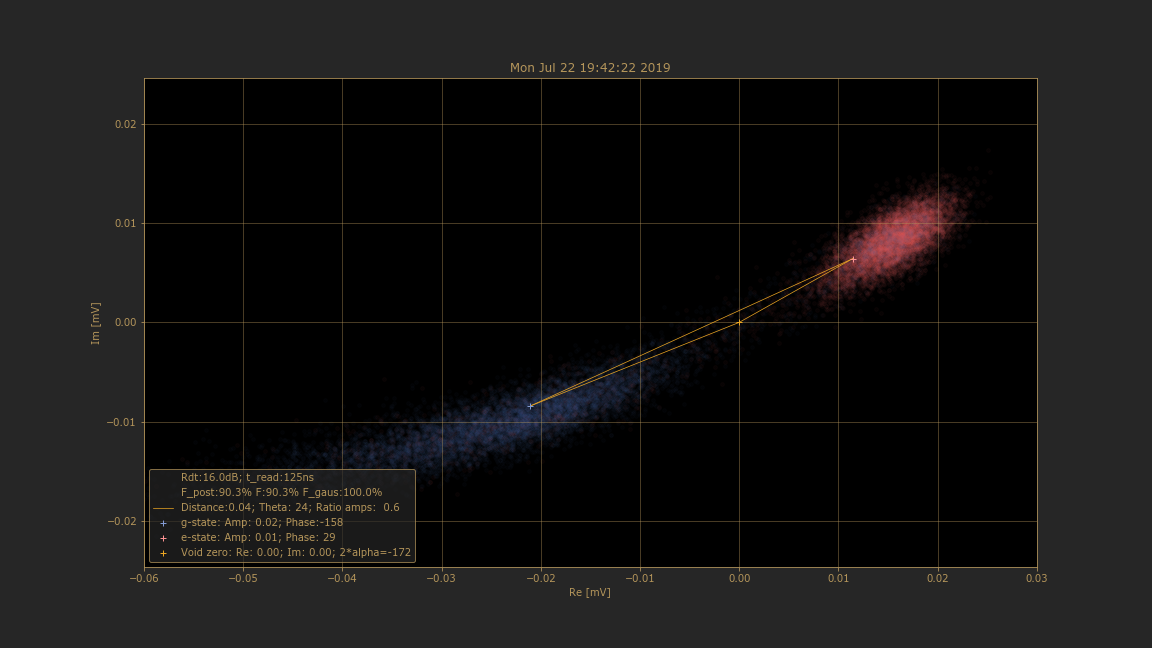 Mon Jul 22 19:42:22 2019
0.02
0.01
0.00
−0.01
−0.02
Im [mV]
Rdt:16.0dB; t_read:125ns
F_post:90.3% F:90.3% F_gaus:100.0%
Distance:0.04; Theta: 24; Ratio amps:  0.6
g-state: Amp: 0.02; Phase:-158
e-state: Amp: 0.01; Phase: 29
Void zero: Re: 0.00; Im: 0.00; 2*alpha=-172
−0.06 −0.05 −0.04 −0.03 −0.02 −0.01 0.00 0.01 0.02 0.03
Re [mV]